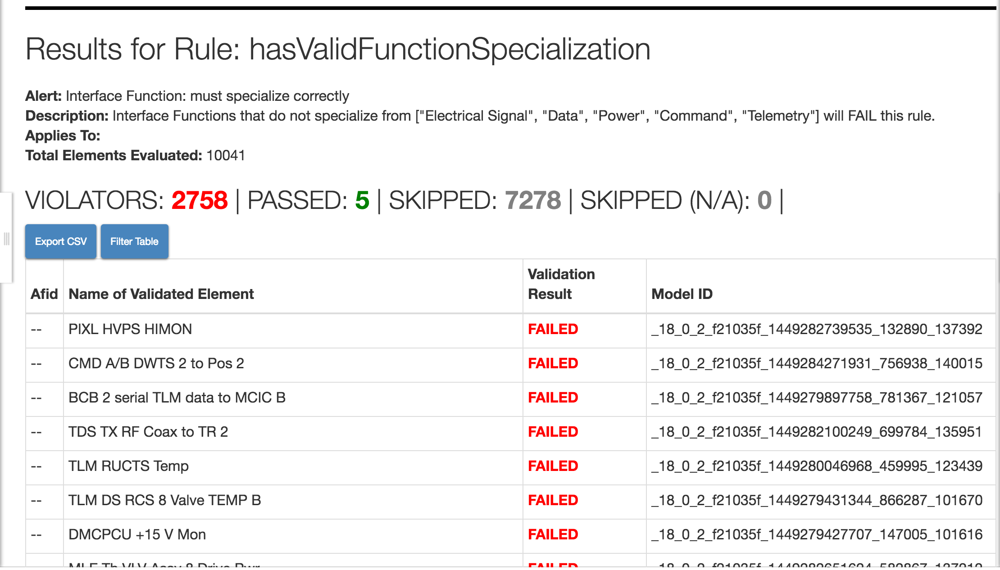 Results for Rule: hasValidFunctionSpecialization
Alert: Interface Function: must specialize correctly
Description: Interface Functions that do not specialize from ["Electrical Signal", "Data", "Power", "Command", "Telemetry"] will FAIL this rule.
Applies To:
Total Elements Evaluated: 10041
VIOLATORS: 2758 | PASSED: 5 | SKIPPED: 7278 | SKIPPED (N/A): 0 |
Export CSV Filter Table
Afid Name of Validated Element Validation Result Model ID
-- PIXL HVPS HIMON FAILED _18_0_2_f21035f_1449282739535_132890_137392
-- CMD A/B DWTS 2 to Pos 2 FAILED _18_0_2_f21035f_1449284271931_756938_140015
-- BCB 2 serial TLM data to MCIC B FAILED _18_0_2_f21035f_1449279897758_781367_121057
-- TDS TX RF Coax to TR 2 FAILED _18_0_2_f21035f_1449282100249_699784_135951
-- TLM RUCTS Temp FAILED _18_0_2_f21035f_1449280046968_459995_123439
-- TLM DS RCS 8 Valve TEMP B FAILED _18_0_2_f21035f_1449279431344_866287_101670
-- DMCPCU +15 V Mon FAILED _18_0_2_f21035f_1449279427707_147005_101616
FAILED